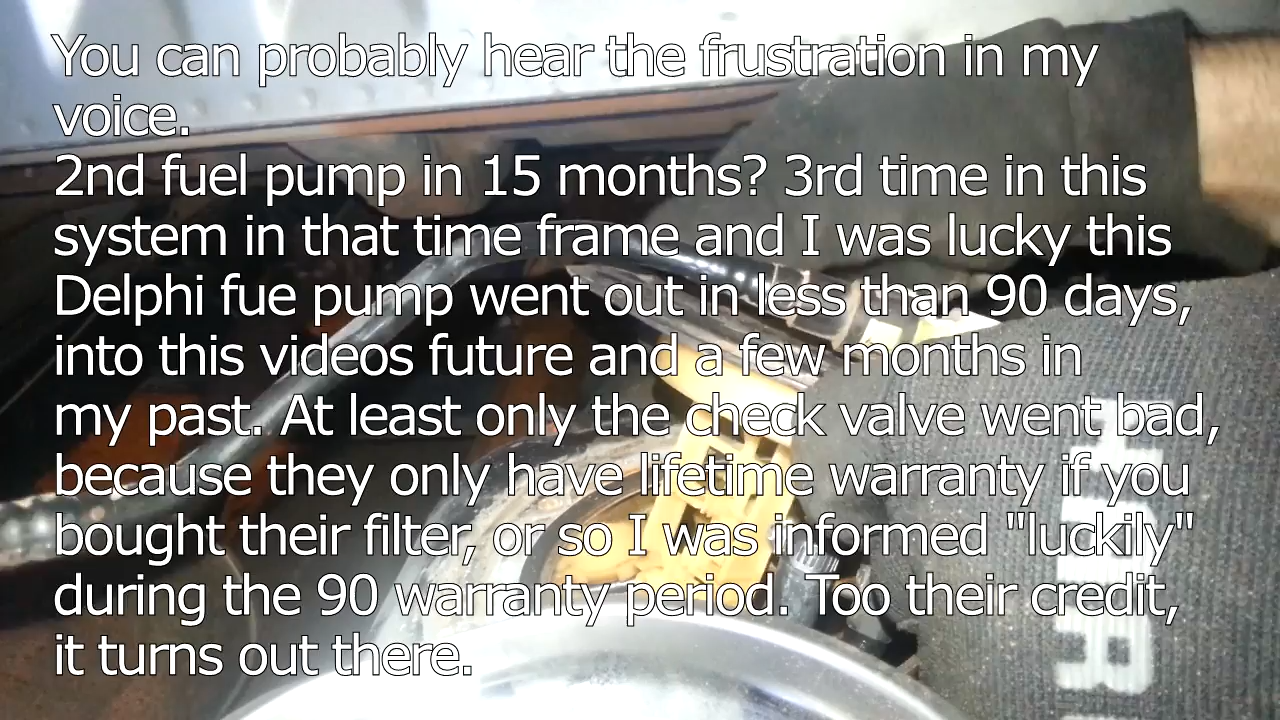 You can probably hear the frustration in my
voice.
2nd fuel pump in 15 months? 3rd time in this
system in that time frame and I was lucky this
Delphi fue pump went out in less than 90 days,
into this videos future and a few months in
my past. At least only the check valve went bad,
because they only have lifetime warranty if you
bought their filter, or so I was informed "luckily"
during the 90 warranty period. Too their credit,
it turns out there.